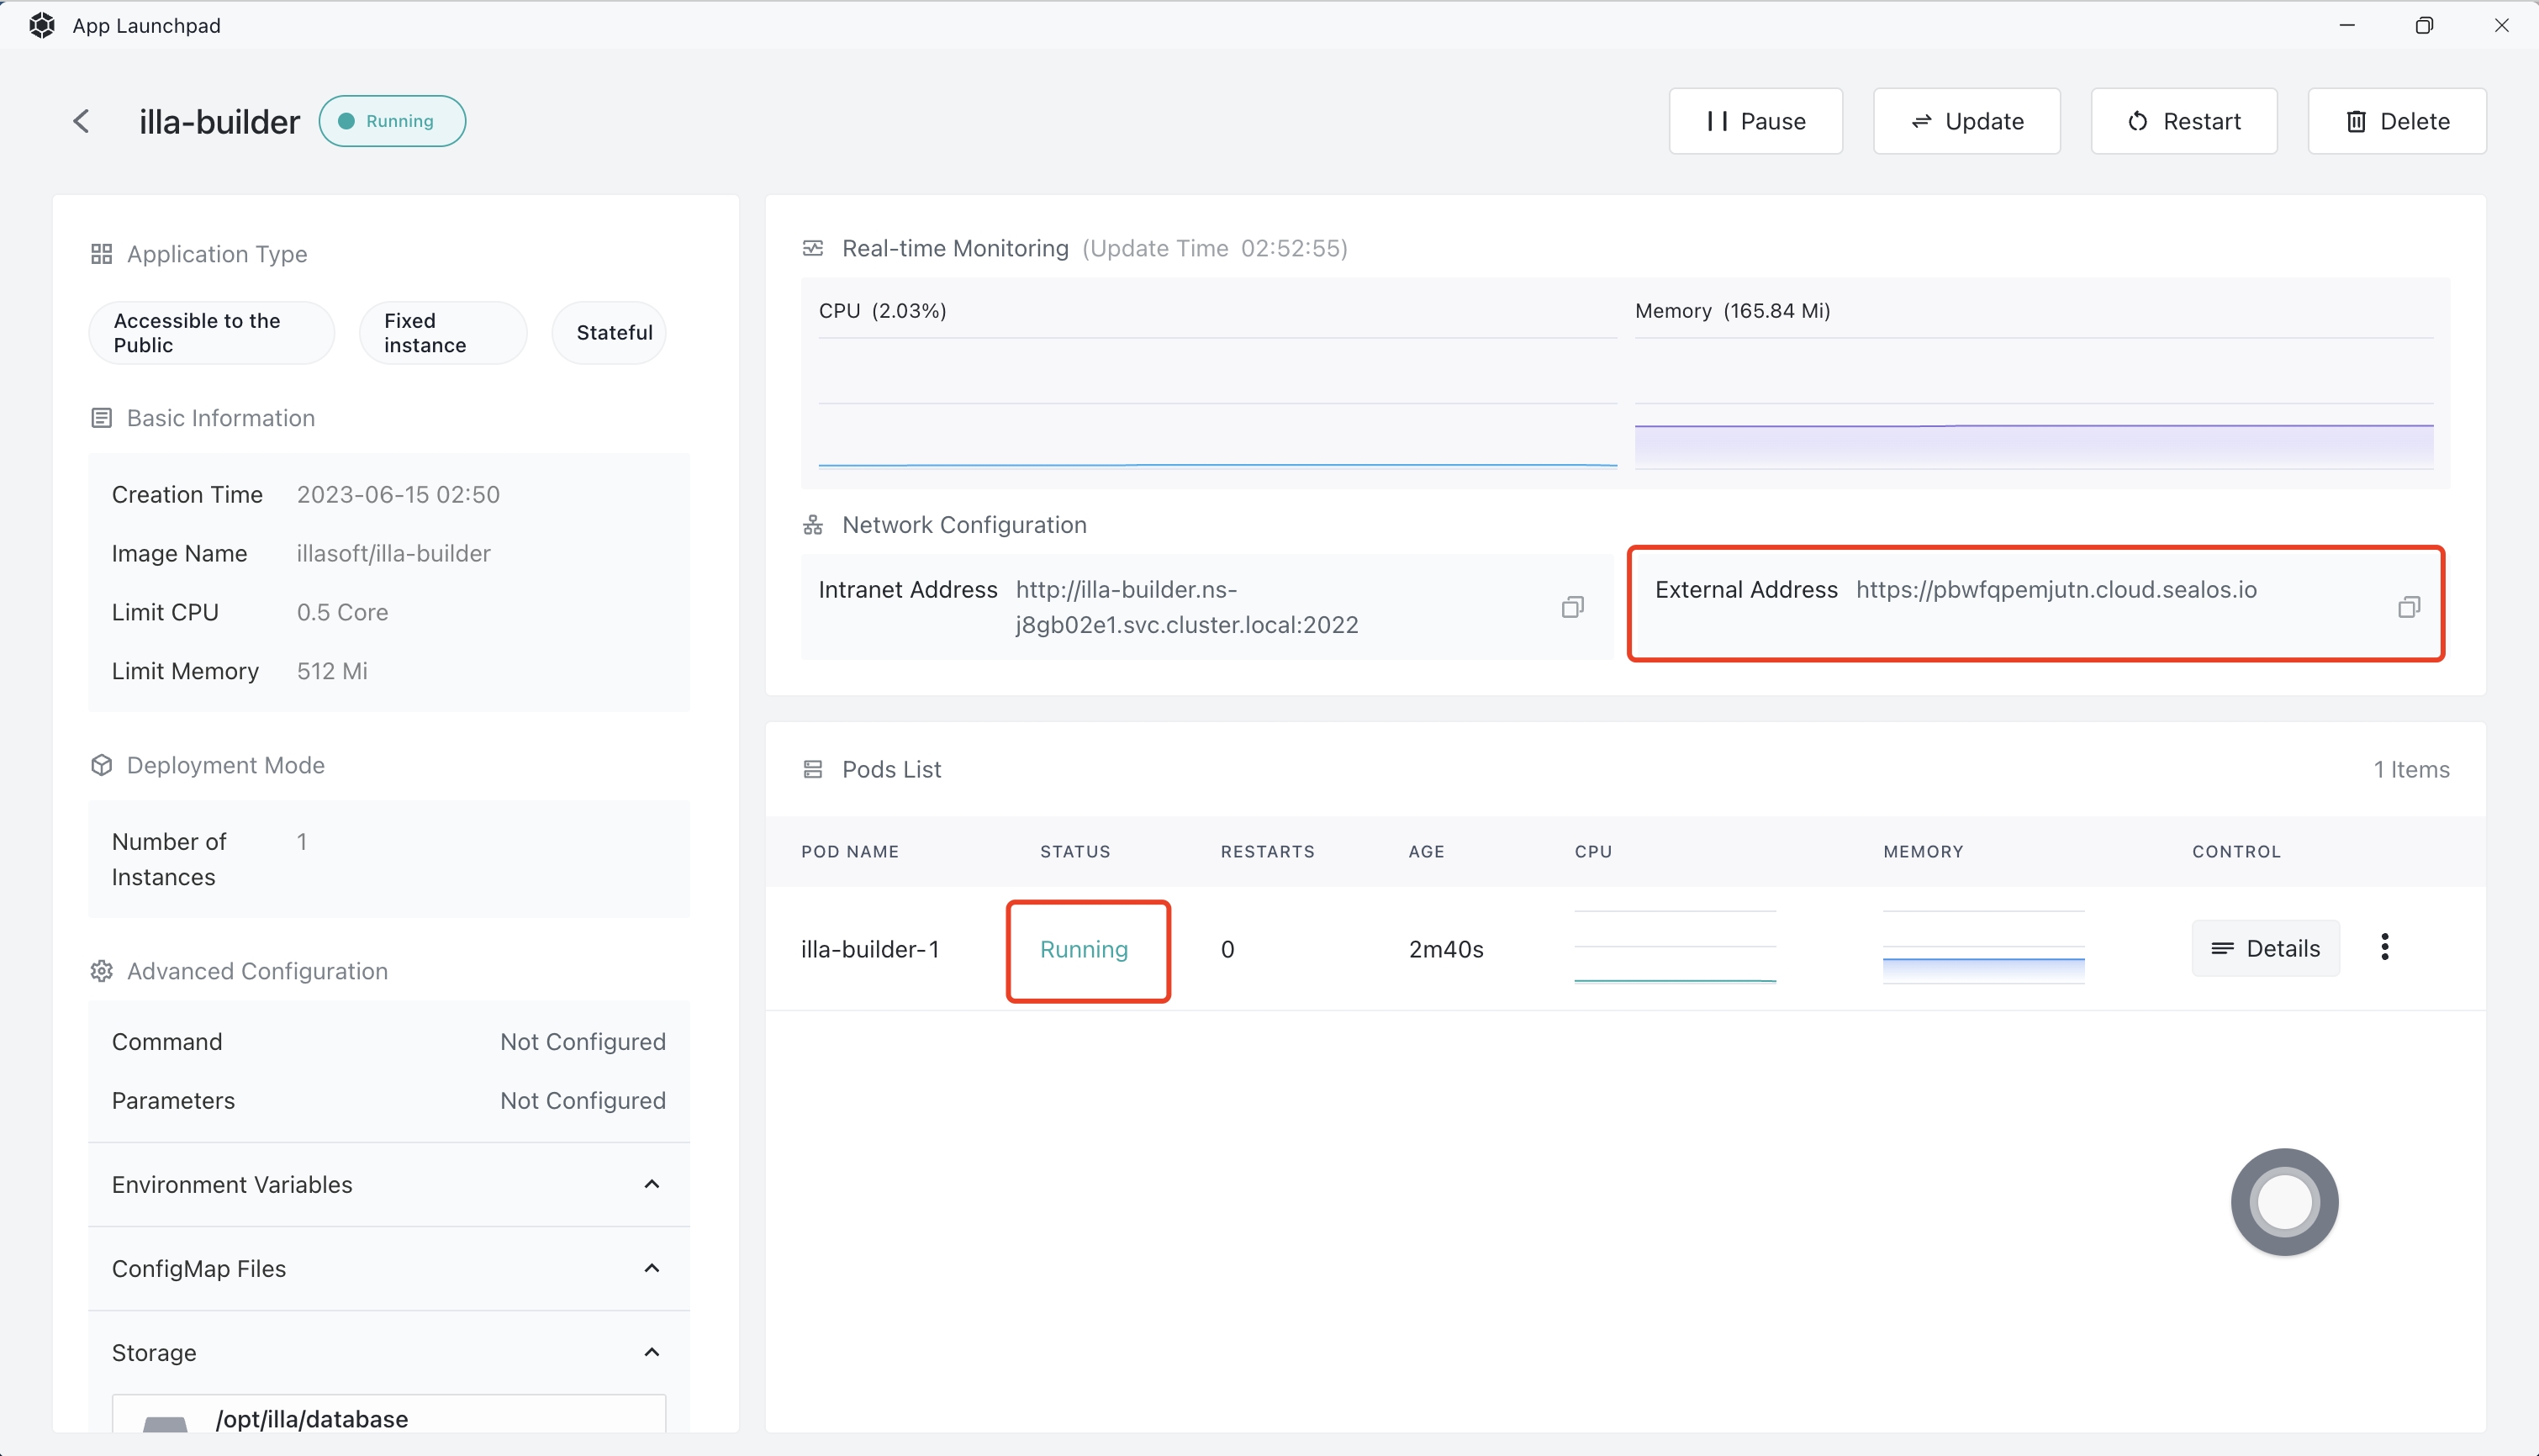 App Launchpad
illa-builder
Running
Pause
Update
Restart
Delete
Application Type
Accessible to the
Public
Fixed
instance
Stateful
Basic Information
Creation Time 2023-06-15 02:50
Image Name illasoft/illa-builder
Limit CPU 0.5 Core
Limit Memory 512 Mi
Deployment Mode
Number of 1
Instances
Advanced Configuration
Command Not Configured
Parameters Not Configured
Environment Variables
ConfigMap Files
Storage
/opt/illa/database
Real-time Monitoring (Update Time 02:52:55)
CPU (2.03%)
Memory (165.84 Mi)
Network Configuration
Intranet Address http://illa-builder.ns-
j8gb02e1.svc.cluster.local:2022
External Address https://pbwfqpemjutn.cloud.sealos.io
Pods List 1 Items
POD NAME STATUS RESTARTS AGE CPU MEMORY CONTROL
illa-builder-1 Running 0 2m40s Details